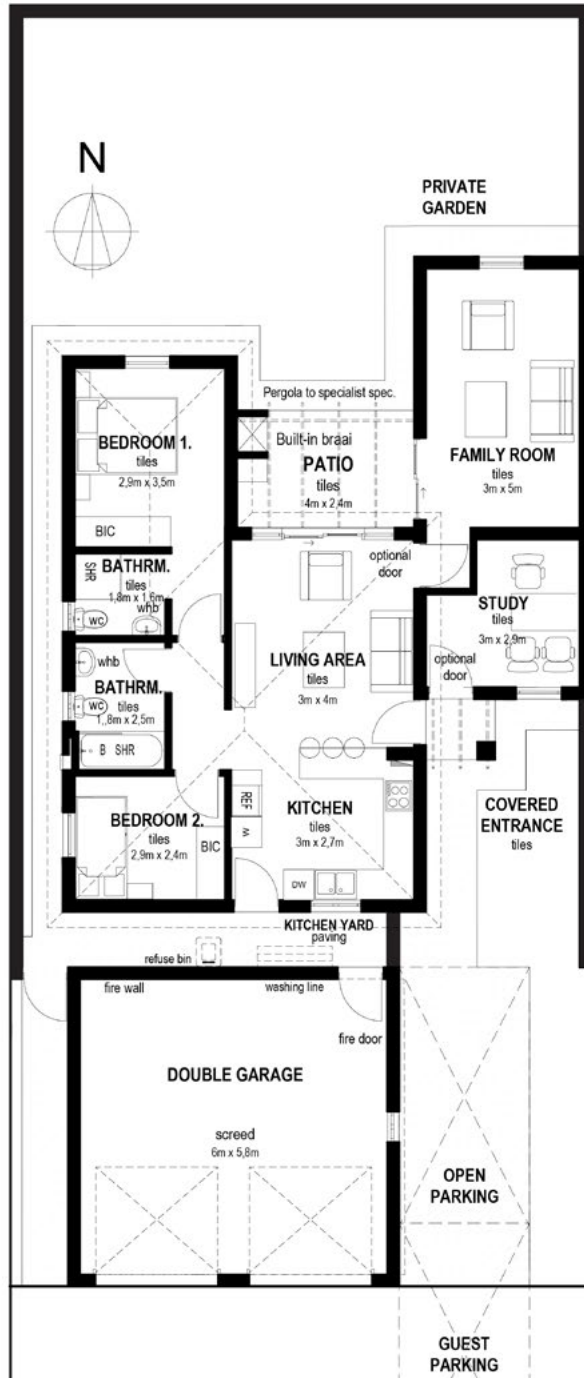 N
PRIVATE
GARDEN
Pergola to specialist spec.
Built-in braai
PATIO
tiles
4m x 2,4m
FAMILY ROOM
tiles
3m x 5m
BEDROOM 1.
tiles
2,9m x 3,5m
BIC
SHR
BATHRM.
tiles
1,8m x 1,6m
whb
WC
optional
door
STUDY
tiles
3m x 2,9m
optional
door
LIVING AREA
tiles
3m x 4m
whb
BATHRM.
tiles
1,,8m x 2,5m
WC
B SHR
BEDROOM 2.
tiles
2,9m x 2,4m
BIC
REF
KITCHEN
tiles
3m x 2,7m
DW
COVERED
ENTRANCE
tiles
KITCHEN YARD
paving
refuse bin
fire wall
washing line
fire door
DOUBLE GARAGE
screed
6m x 5,8m
OPEN
PARKING
GUEST
PARKING